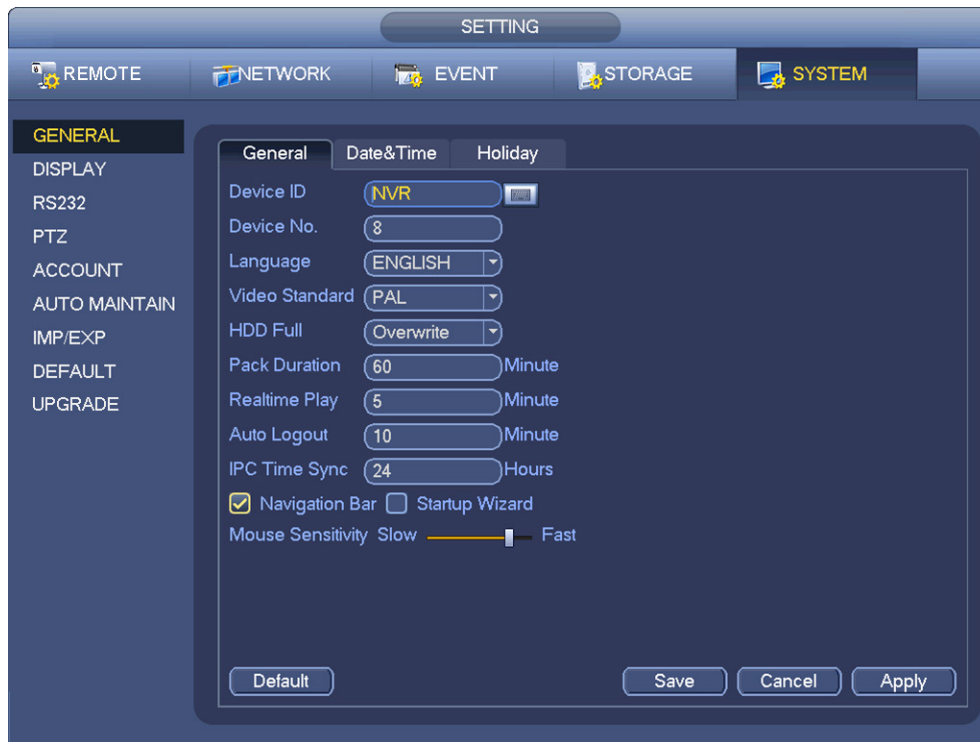 SETTING
REMOTE NETWORK EVENT STORAGE SYSTEM
GENERAL
DISPLAY
RS232
PTZ
ACCOUNT
AUTO MAINTAIN
IMP/EXP
DEFAULT
UPGRADE
General Date&Time Holiday
Device ID NVR
Device No. 8
Language ENGLISH
Video Standard PAL
HDD Full Overwrite
Pack Duration 60 Minute
Realtime Play 5 Minute
Auto Logout 10 Minute
IPC Time Sync 24 Hours
Navigation Bar Startup Wizard
Mouse Sensitivity Slow Fast
Default Save Cancel Apply